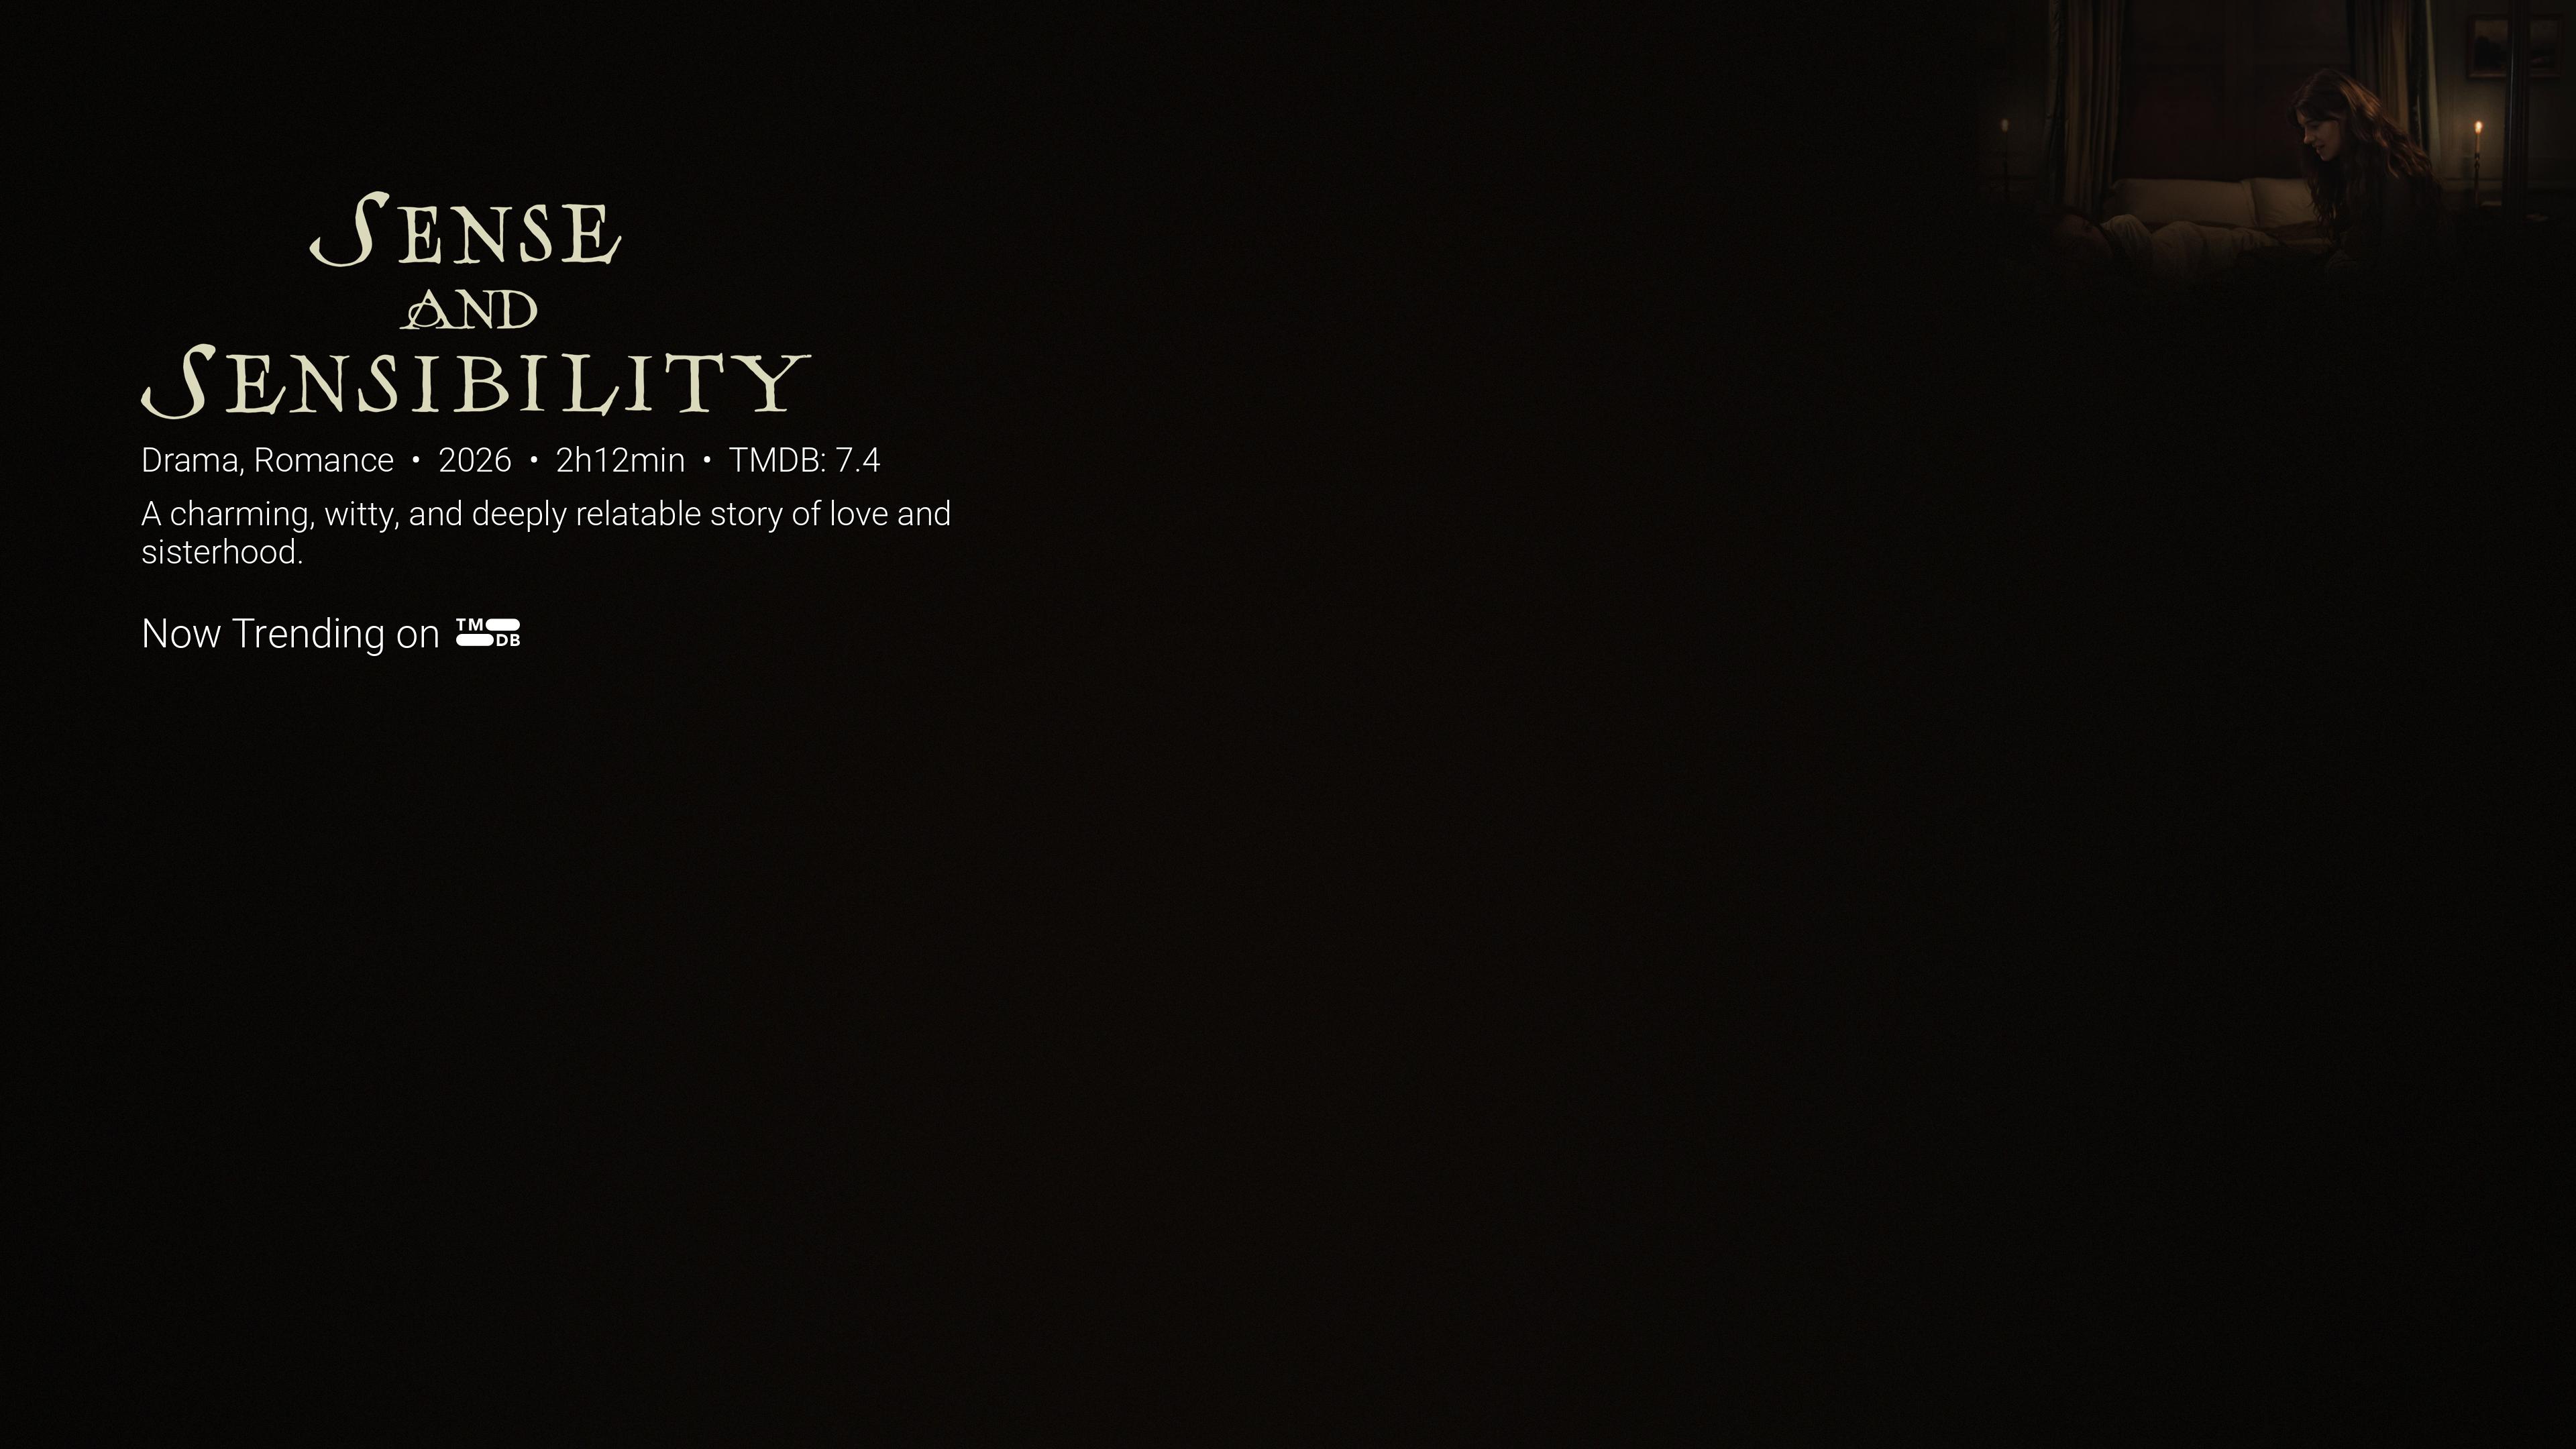 SENSE
AND
SENSIBILITY
Drama, Romance • 2026 • 2h12min • TMDB: 7.4
A charming, witty, and deeply relatable story of love and
sisterhood.
Now Trending on TMDB